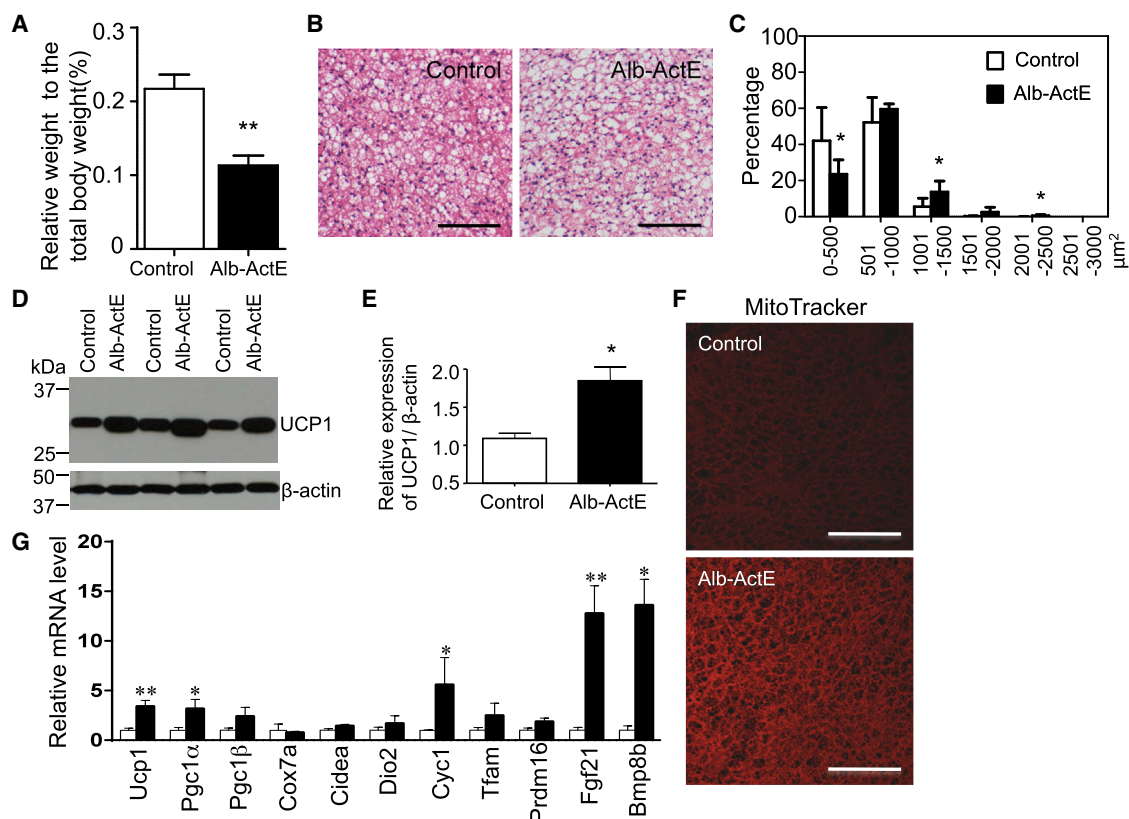 A
Relative weight to the
total body weight(%)
0.3
0.2
0.1
0
**
Control
Alb-ActE
B
Control
Alb-ActE
C
Percentage
100
80
60
40
20
0
Control
Alb-ActE
*
*
*
0-500
501
-1000
1001
-1500
1501
-2000
2001
-2500
2501
-3000
µm²
D
Control
Alb-ActE
Control
Alb-ActE
Control
Alb-ActE
kDa
37
25
UCP1
50
37
β-actin
E
Relative expression
of UCP1/ β-actin
2.0
1.5
1.0
0.5
*
Control
Alb-ActE
F
MitoTracker
Control
Alb-ActE
G
Relative mRNA level
20
15
10
5
0
**
*
*
**
*
Ucp1
Pgc1α
Pgc1β
Cox7a
Cidea
Dio2
Cyc1
Tfam
Prdm16
Fgf21
Bmp8b